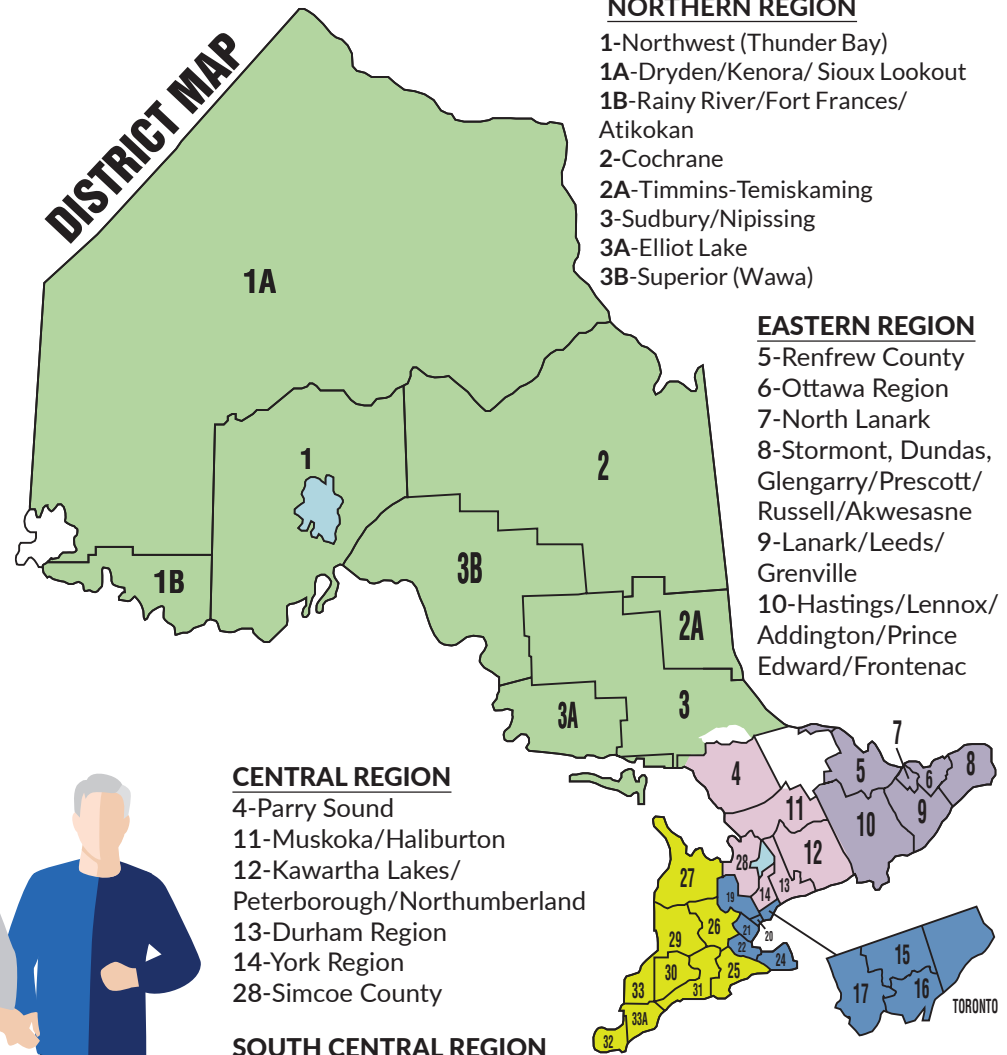 NORTHERN REGION
1-Northwest (Thunder Bay)
1A-Dryden/Kenora/ Sioux Lookout
1B-Rainy River/Fort Frances/
Atikokan
2-Cochrane
2A-Timmins-Temiskaming
3-Sudbury/Nipissing
3A-Elliot Lake
3B-Superior (Wawa)
DISTRICT MAP
EASTERN REGION
5-Renfrew County
6-Ottawa Region
7-North Lanark
8-Stormont, Dundas,
Glengarry/Prescott/
Russell/Akwesasne
9-Lanark/Leeds/
Grenville
10-Hastings/Lennox/
Addington/Prince
Edward/Frontenac
1A
1
2
3B
1B
2A
3A
3
7
4
5
6
8
9
10
11
12
28
13
14
27
19
26
21
20
29
22
24
30
25
31
33
33A
32
15
17
16
TORONTO
CENTRAL REGION
4-Parry Sound
11-Muskoka/Haliburton
12-Kawartha Lakes/
Peterborough/Northumberland
13-Durham Region
14-York Region
28-Simcoe County
SOUTH CENTRAL REGION